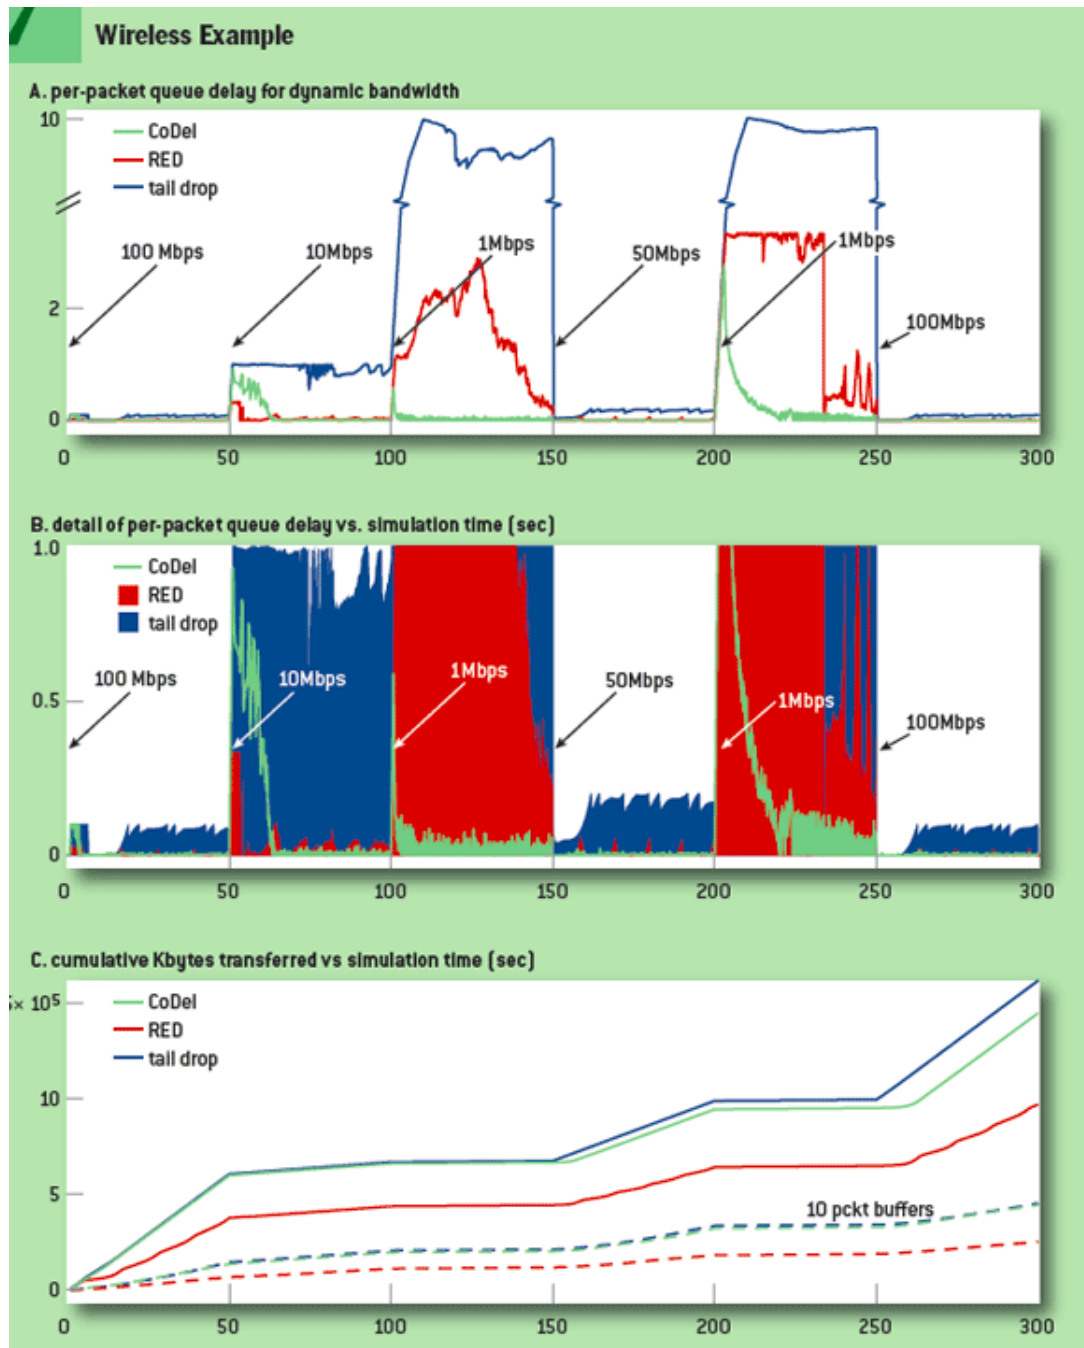 Wireless Example
A. per-packet queue delay for dynamic bandwidth
10
CoDel
RED
tail drop
100 Mbps
10Mbps
1Mbps
50Mbps
1Mbps
100Mbps
2
0
0 50 100 150 200 250 300
B. detail of per-packet queue delay vs. simulation time (sec)
1.0
CoDel
RED
tail drop
100 Mbps
10Mbps
1Mbps
50Mbps
1Mbps
100Mbps
0.5
0
0 50 100 150 200 250 300
C. cumulative Kbytes transferred vs simulation time (sec)
× 10⁵
CoDel
RED
tail drop
10
5
10 pckt buffers
0
0 50 100 150 200 250 300